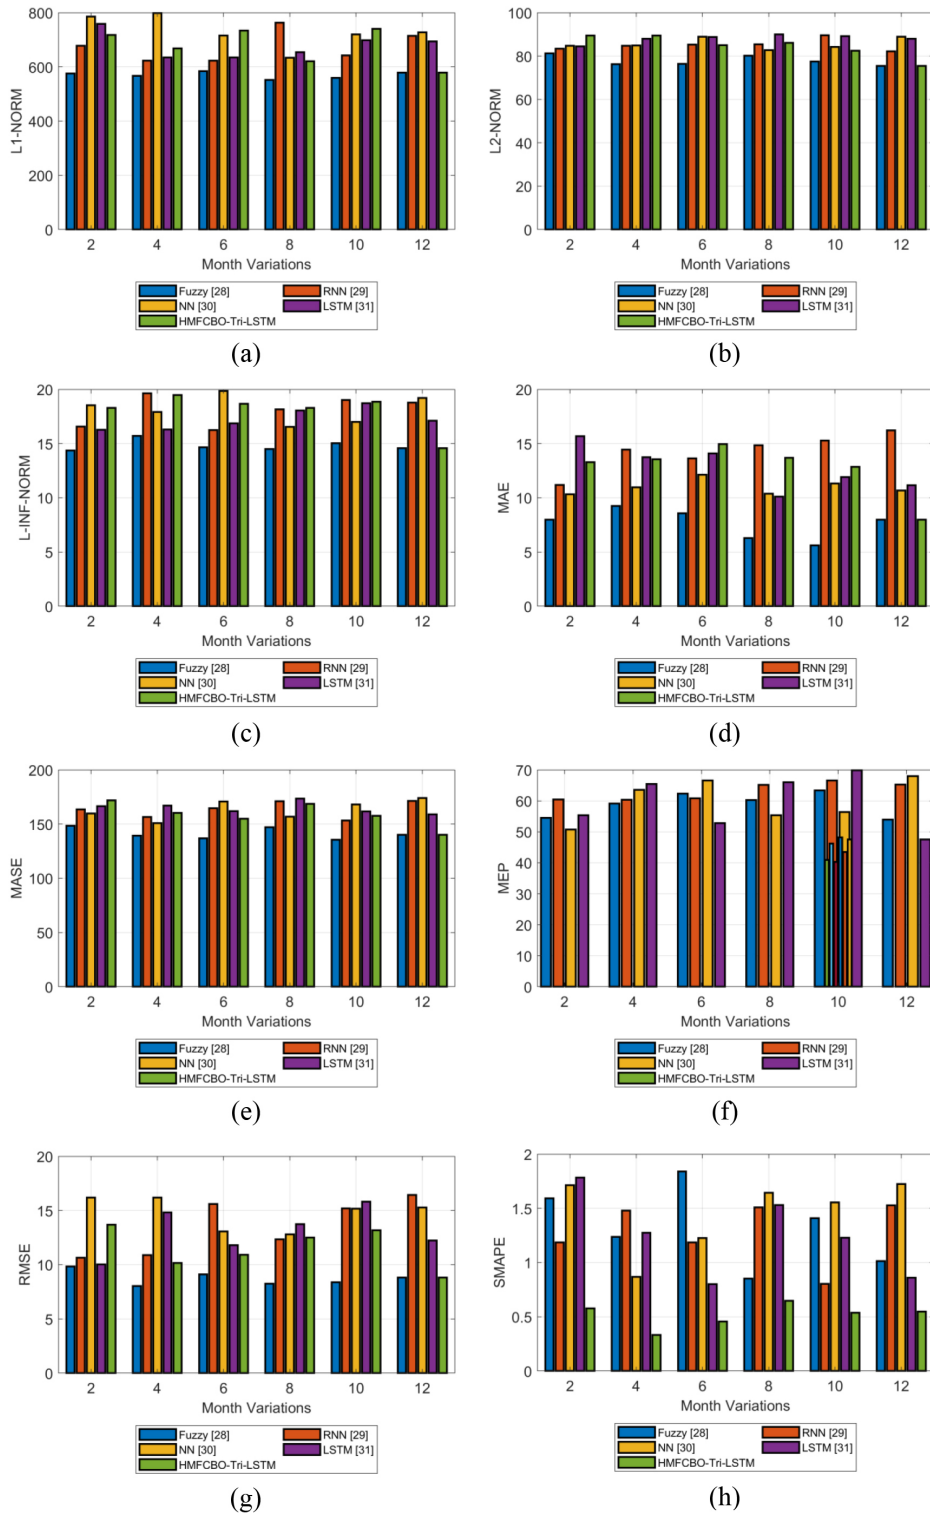 800
600
400
200
0
L1-NORM
2 4 6 8 10 12
Month Variations
Fuzzy [28] RNN [29]
NN [30] LSTM [31]
HMFCBO-Tri-LSTM
(a)
100
80
60
40
20
0
L2-NORM
2 4 6 8 10 12
Month Variations
Fuzzy [28] RNN [29]
NN [30] LSTM [31]
HMFCBO-Tri-LSTM
(b)
20
15
10
5
0
L-INF-NORM
2 4 6 8 10 12
Month Variations
Fuzzy [28] RNN [29]
NN [30] LSTM [31]
HMFCBO-Tri-LSTM
(c)
20
15
10
5
0
MAE
2 4 6 8 10 12
Month Variations
Fuzzy [28] RNN [29]
NN [30] LSTM [31]
HMFCBO-Tri-LSTM
(d)
200
150
100
50
0
MASE
2 4 6 8 10 12
Month Variations
Fuzzy [28] RNN [29]
NN [30] LSTM [31]
HMFCBO-Tri-LSTM
(e)
70
60
50
40
30
20
10
0
MEP
2 4 6 8 10 12
Month Variations
Fuzzy [28] RNN [29]
NN [30] LSTM [31]
HMFCBO-Tri-LSTM
(f)
20
15
10
5
0
RMSE
2 4 6 8 10 12
Month Variations
Fuzzy [28] RNN [29]
NN [30] LSTM [31]
HMFCBO-Tri-LSTM
(g)
2
1.5
1
0.5
0
SMAPE
2 4 6 8 10 12
Month Variations
Fuzzy [28] RNN [29]
NN [30] LSTM [31]
HMFCBO-Tri-LSTM
(h)